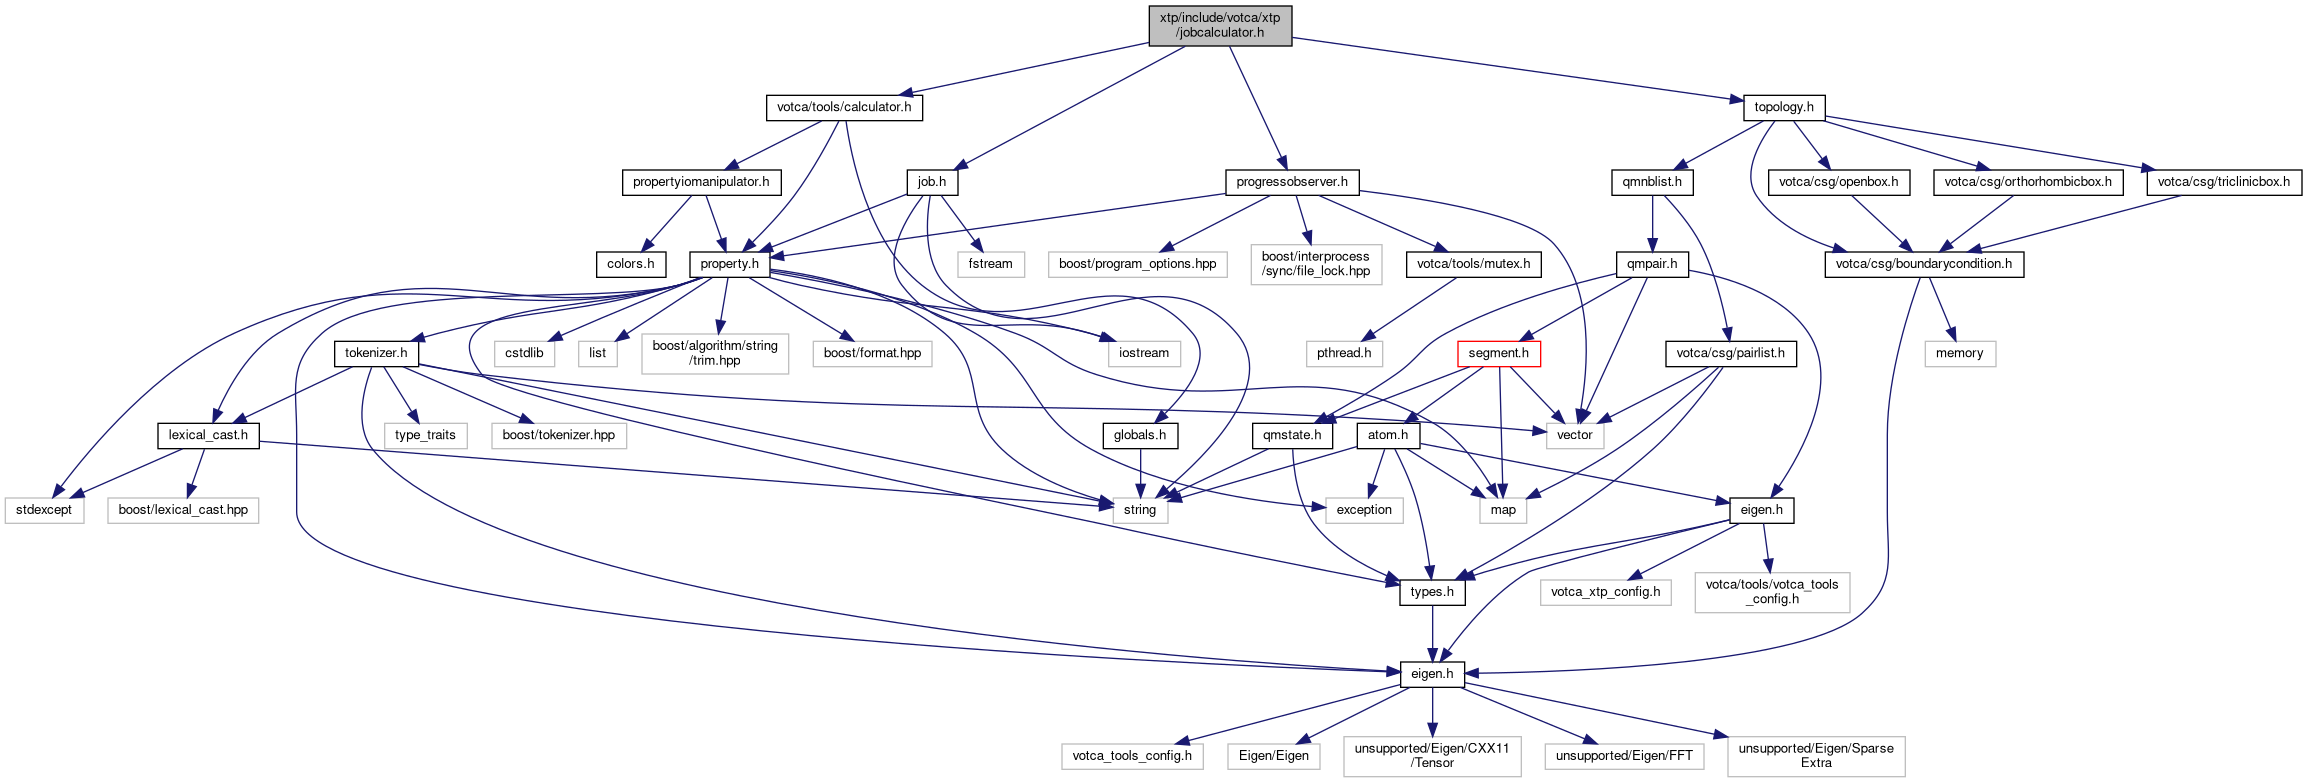 xtp/include/votca/xtp
/jobcalculator.h
votca/tools/calculator.h
topology.h
propertyiomanipulator.h
job.h
progressobserver.h
qmnblist.h
votca/csg/openbox.h
votca/csg/orthorhombicbox.h
votca/csg/triclinicbox.h
colors.h
property.h
fstream
boost/program_options.hpp
boost/interprocess
/sync/file_lock.hpp
votca/tools/mutex.h
qmpair.h
votca/csg/boundarycondition.h
tokenizer.h
cstdlib
list
boost/algorithm/string
/trim.hpp
boost/format.hpp
iostream
pthread.h
segment.h
votca/csg/pairlist.h
memory
lexical_cast.h
type_traits
boost/tokenizer.hpp
globals.h
qmstate.h
atom.h
vector
stdexcept
boost/lexical_cast.hpp
string
exception
map
eigen.h
types.h
votca_xtp_config.h
votca/tools/votca_tools
_config.h
eigen.h
votca_tools_config.h
Eigen/Eigen
unsupported/Eigen/CXX11
/Tensor
unsupported/Eigen/FFT
unsupported/Eigen/Sparse
Extra